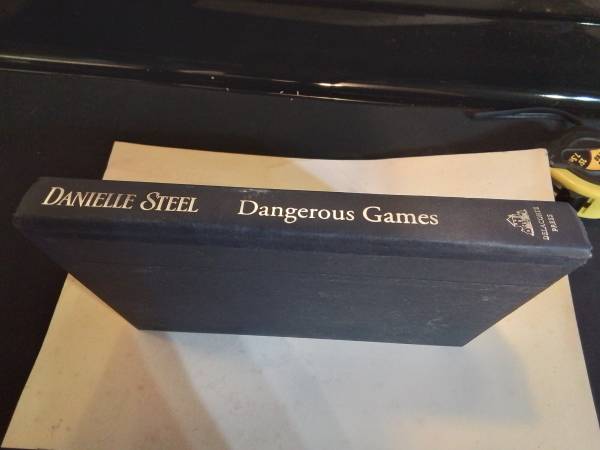 DANIELLE STEEL
Dangerous Games
DELACORTE
PRESS